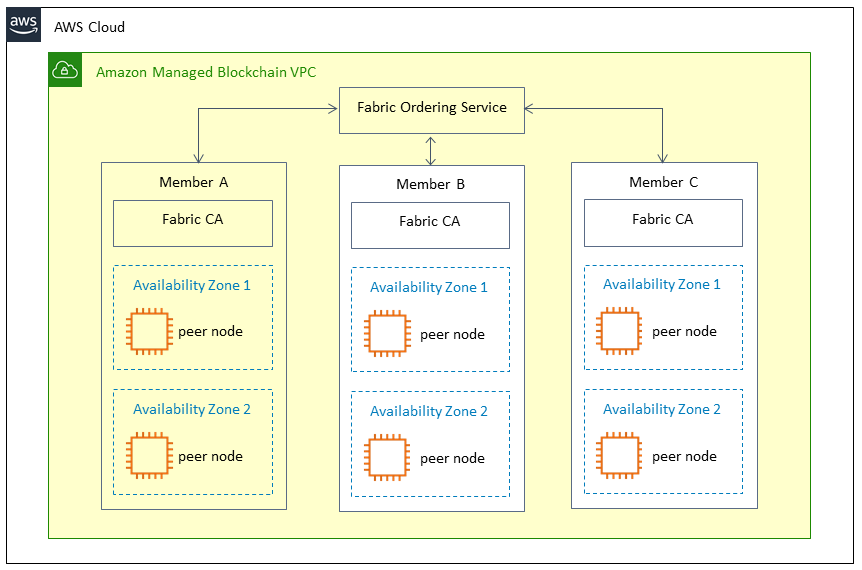 aws
AWS Cloud
Amazon Managed Blockchain VPC
Fabric Ordering Service
Member A
Fabric CA
Availability Zone 1
peer node
Availability Zone 2
peer node
Member B
Fabric CA
Availability Zone 1
peer node
Availability Zone 2
peer node
Member C
Fabric CA
Availability Zone 1
peer node
Availability Zone 2
peer node